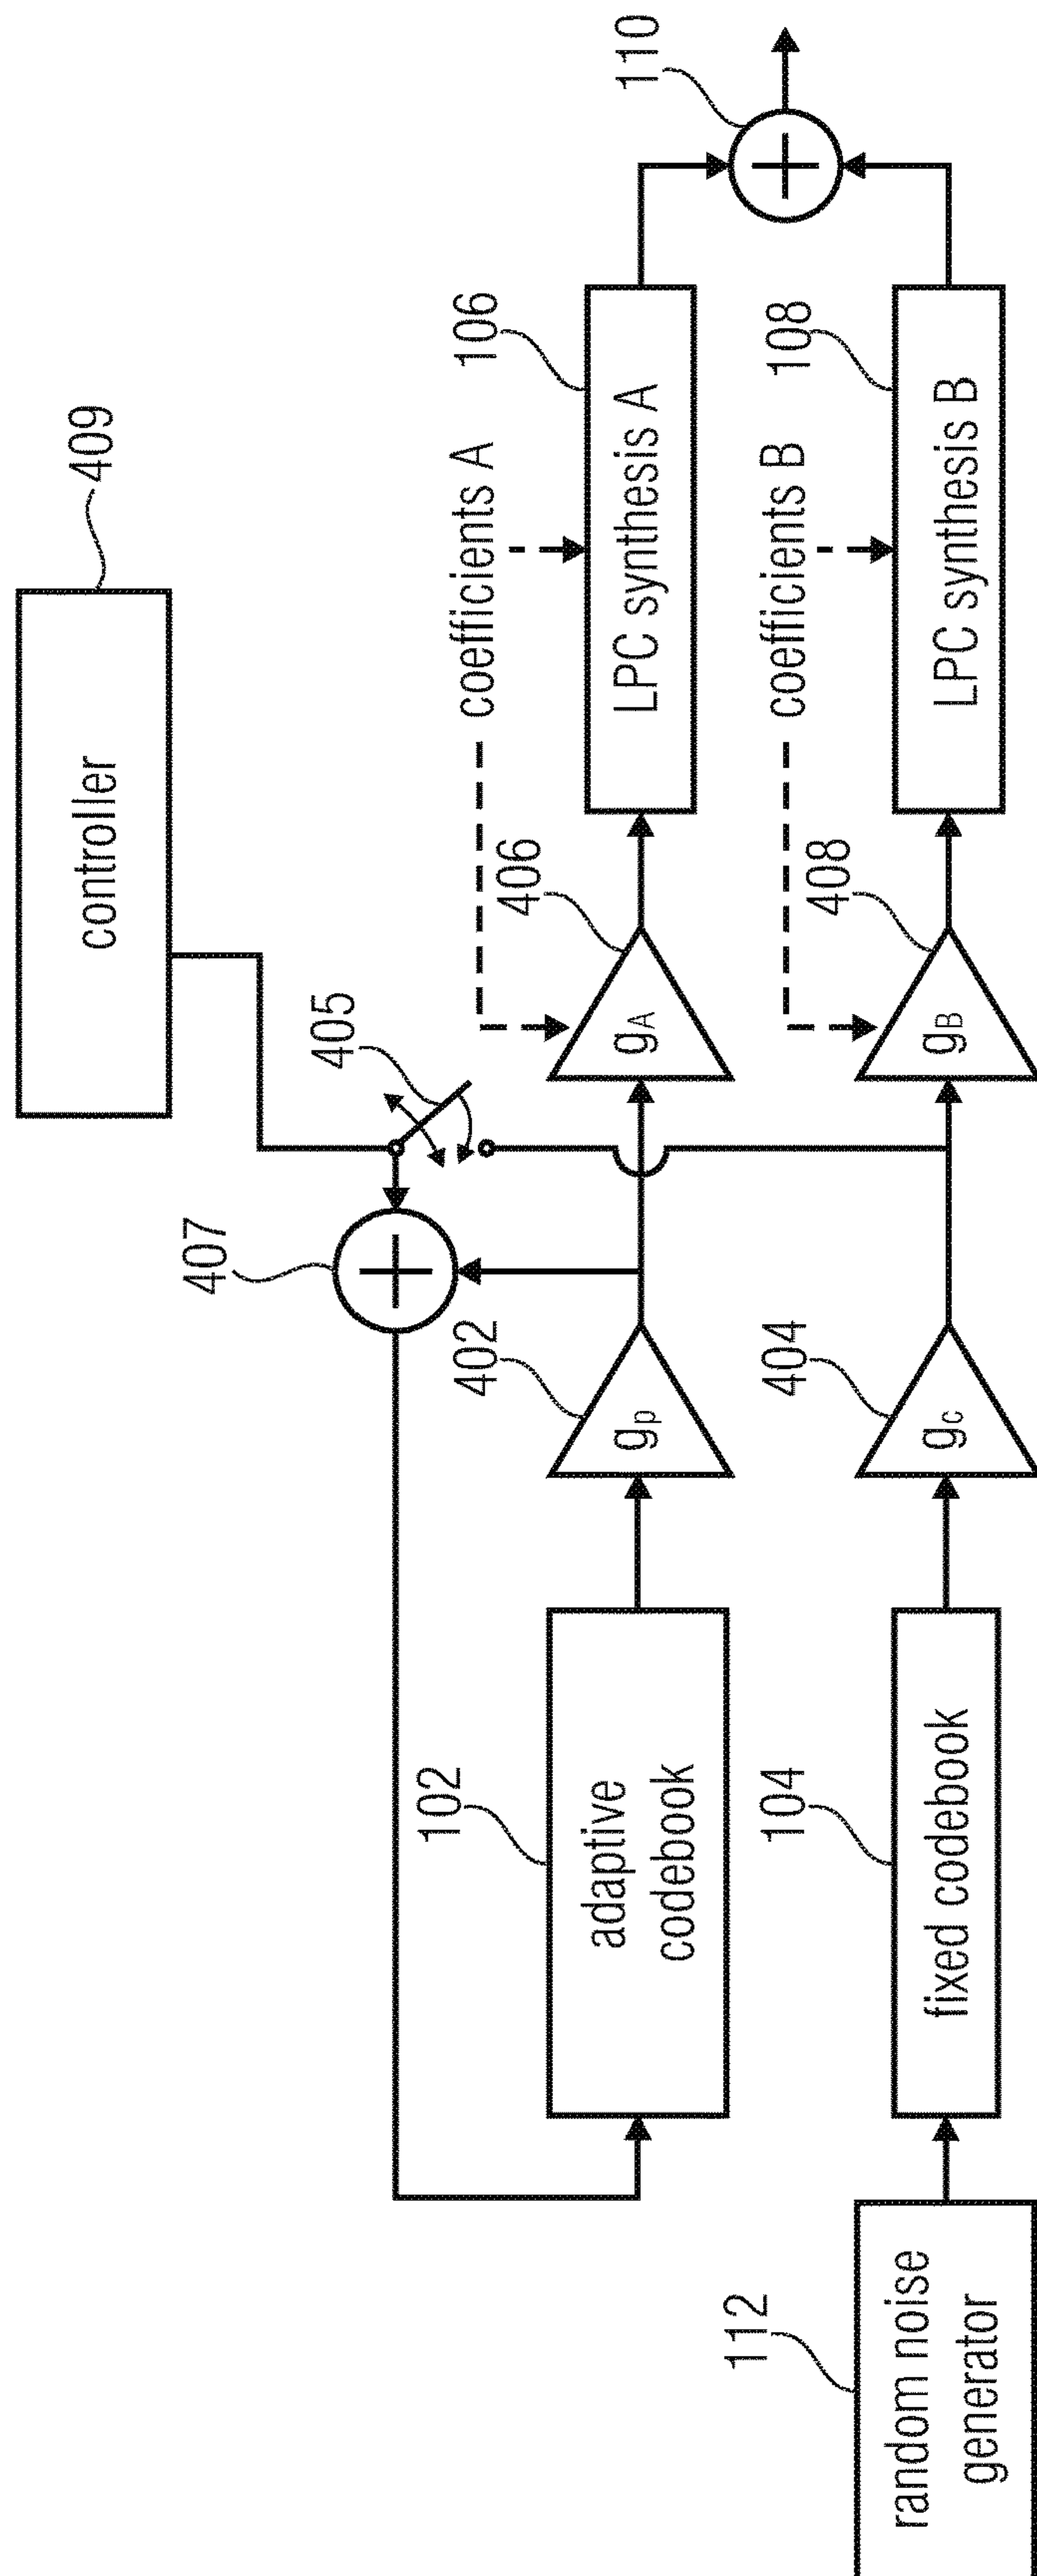 controller
409
405
407
coefficients A
106
406
402
102
adaptive
codebook
gp
gA
LPC synthesis A
110
coefficients B
108
408
404
104
112
random noise
generator
fixed codebook
gc
gB
LPC synthesis B